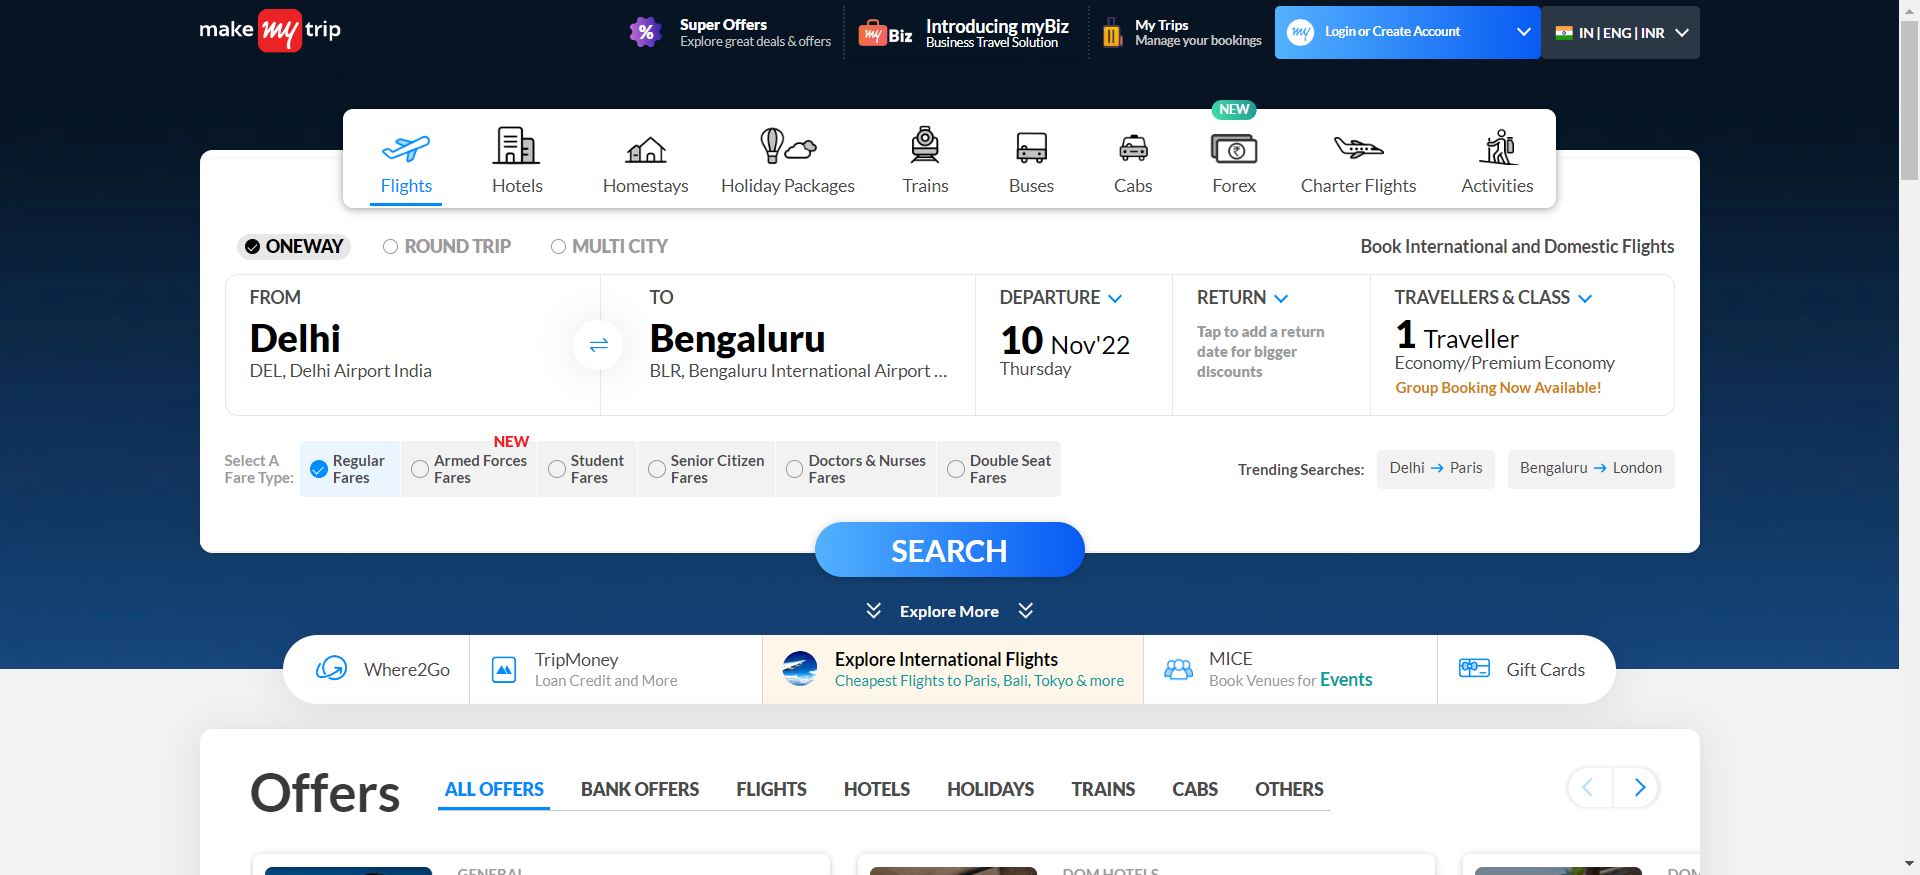 make my trip
%
Super Offers
Explore great deals & offers
my Biz
Introducing myBiz
Business Travel Solution
My Trips
Manage your bookings
my
Login or Create Account
IN | ENG | INR
NEW
Flights
Hotels
Homestays
Holiday Packages
Trains
Buses
Cabs
Forex
Charter Flights
Activities
ONEWAY
ROUND TRIP
MULTI CITY
Book International and Domestic Flights
FROM
Delhi
DEL, Delhi Airport India
TO
Bengaluru
BLR, Bengaluru International Airport ...
DEPARTURE
10 Nov'22
Thursday
RETURN
Tap to add a return
date for bigger
discounts
TRAVELLERS & CLASS
1 Traveller
Economy/Premium Economy
Group Booking Now Available!
Select A
Fare Type:
Regular
Fares
NEW
Armed Forces
Fares
Student
Fares
Senior Citizen
Fares
Doctors & Nurses
Fares
Double Seat
Fares
Trending Searches:
Delhi → Paris
Bengaluru → London
SEARCH
Explore More
Where2Go
TripMoney
Loan Credit and More
Explore International Flights
Cheapest Flights to Paris, Bali, Tokyo & more
MICE
Book Venues for Events
Gift Cards
Offers
ALL OFFERS
BANK OFFERS
FLIGHTS
HOTELS
HOLIDAYS
TRAINS
CABS
OTHERS
GENERAL
DOM HOTELS
DOM